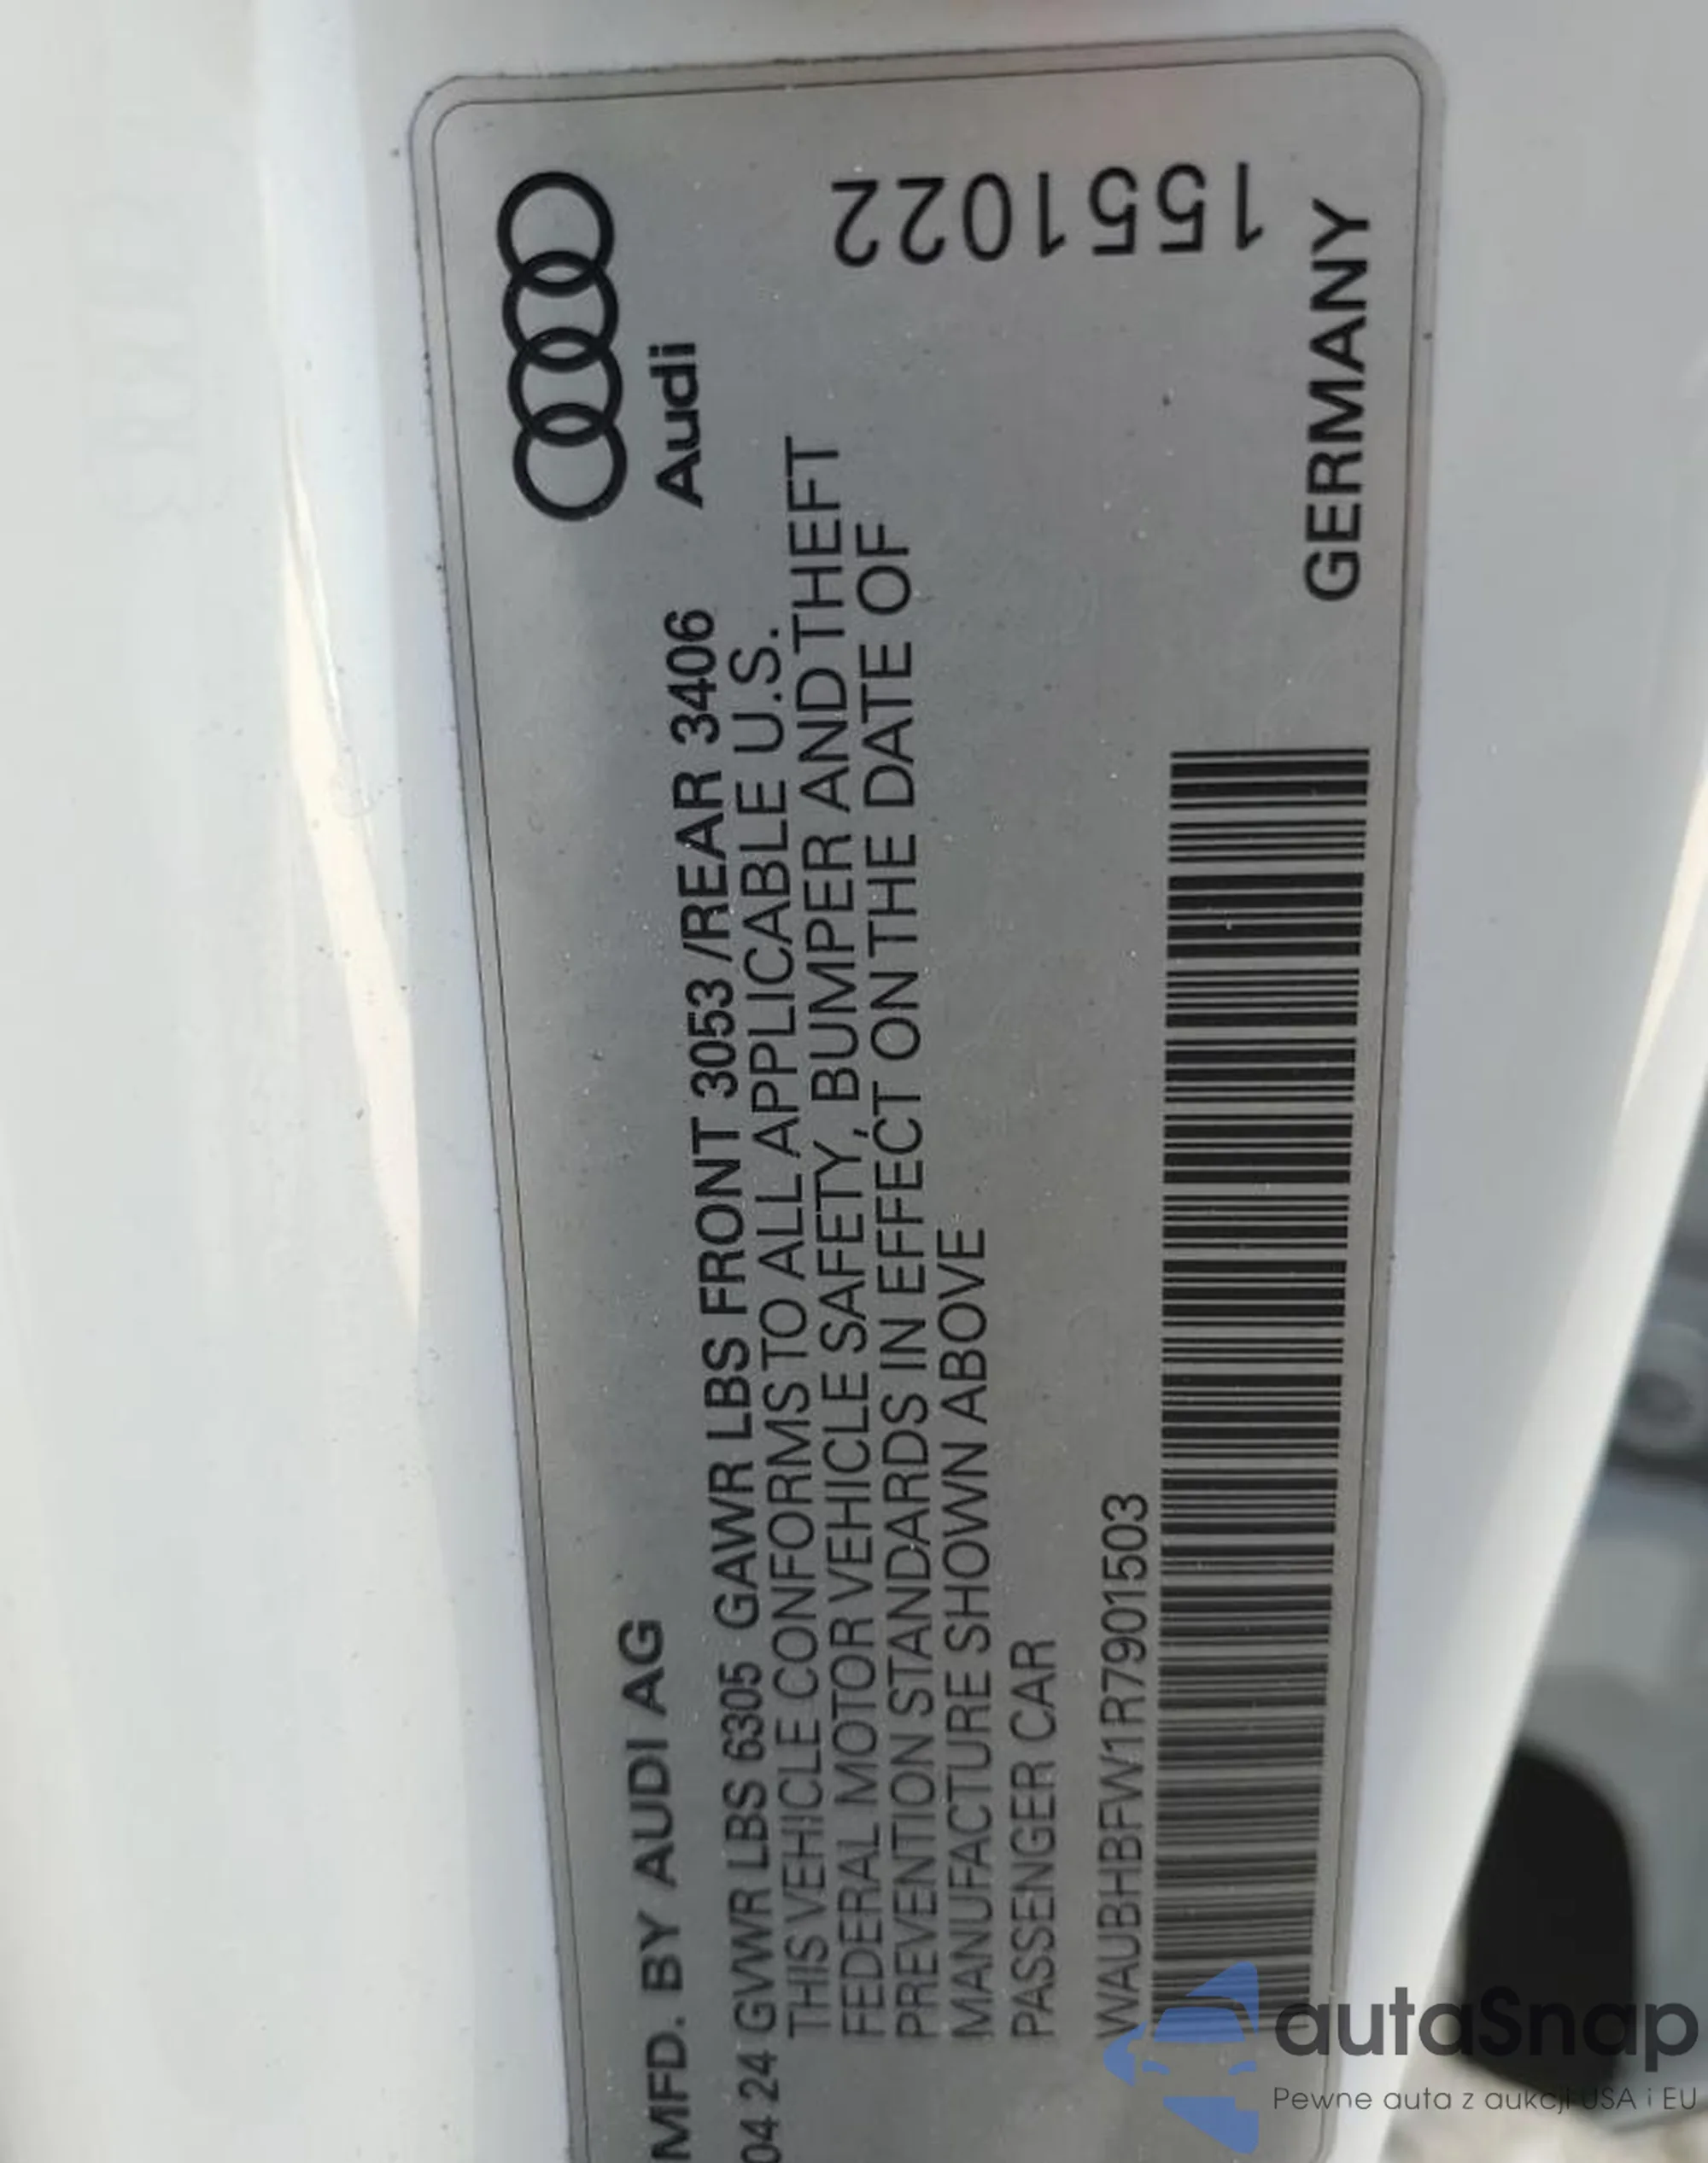 Audi
MFD. BY AUDI AG
04 24 GVWR LBS 6305 GAWR LBS FRONT 3053 /REAR 3406
THIS VEHICLE CONFORMS TO ALL APPLICABLE U.S.
FEDERAL MOTOR VEHICLE SAFETY, BUMPER AND THEFT
PREVENTION STANDARDS IN EFFECT ON THE DATE OF
MANUFACTURE SHOWN ABOVE
PASSENGER CAR
WAUBHBFW1R7901503
GERMANY
1551022
autaSnap
Pewne auta z aukcji USA i EU